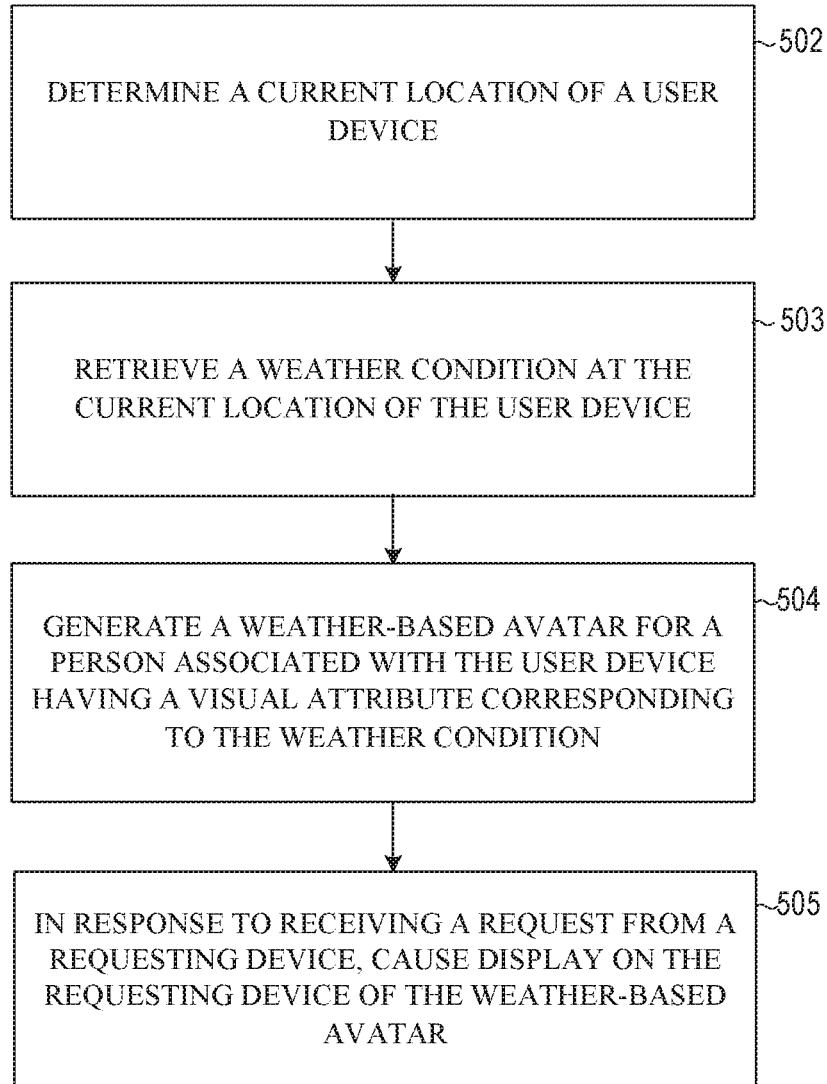 502
DETERMINE A CURRENT LOCATION OF A USER
DEVICE
503
RETRIEVE A WEATHER CONDITION AT THE
CURRENT LOCATION OF THE USER DEVICE
504
GENERATE A WEATHER-BASED AVATAR FOR A
PERSON ASSOCIATED WITH THE USER DEVICE
HAVING A VISUAL ATTRIBUTE CORRESPONDING
TO THE WEATHER CONDITION
505
IN RESPONSE TO RECEIVING A REQUEST FROM A
REQUESTING DEVICE, CAUSE DISPLAY ON THE
REQUESTING DEVICE OF THE WEATHER-BASED
AVATAR